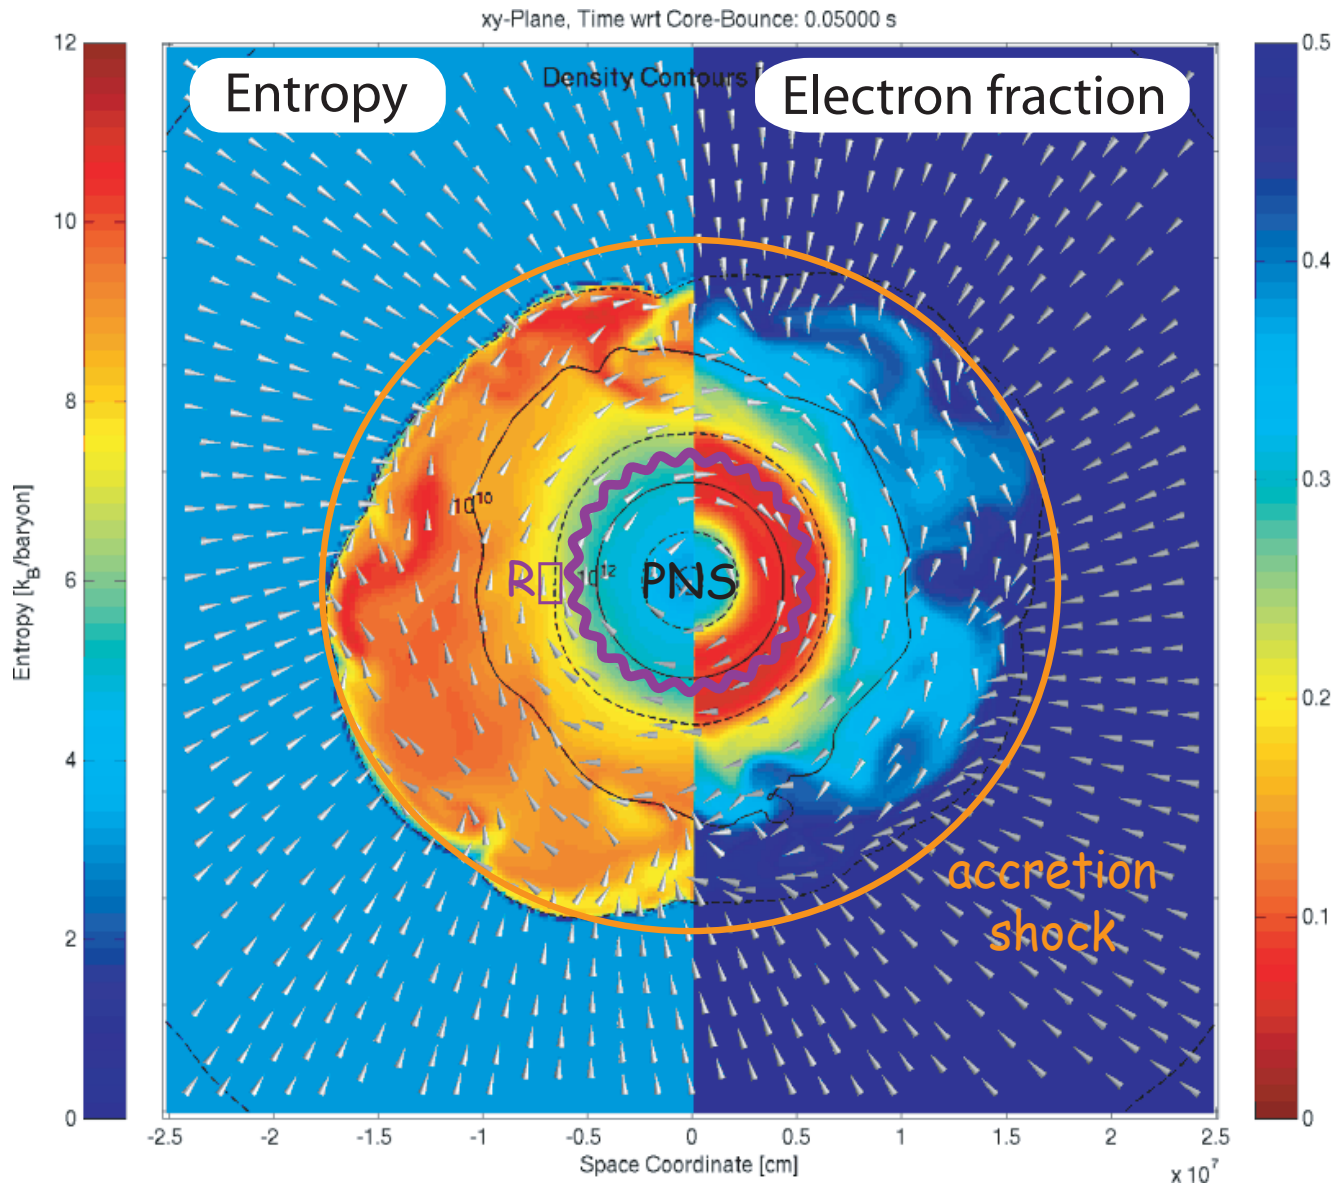 xy-Plane, Time wrt Core-Bounce: 0.05000 s
Entropy
Density Contours [
Electron fraction
12
10
8
6
4
2
0
Entropy [k_B/baryon]
0.5
0.4
0.3
0.2
0.1
0
10^10
R□
10^12
PNS
accretion
shock
-2.5 -2 -1.5 -1 -0.5 0 0.5 1 1.5 2 2.5
Space Coordinate [cm]
x 10^7